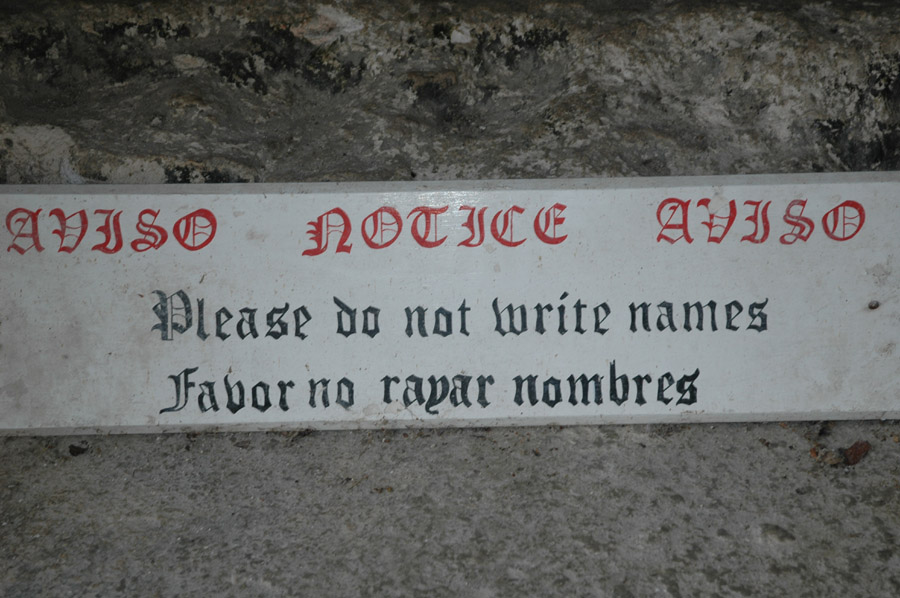 AVISO NOTICE AVISO
Please do not write names
Favor no rayar nombres